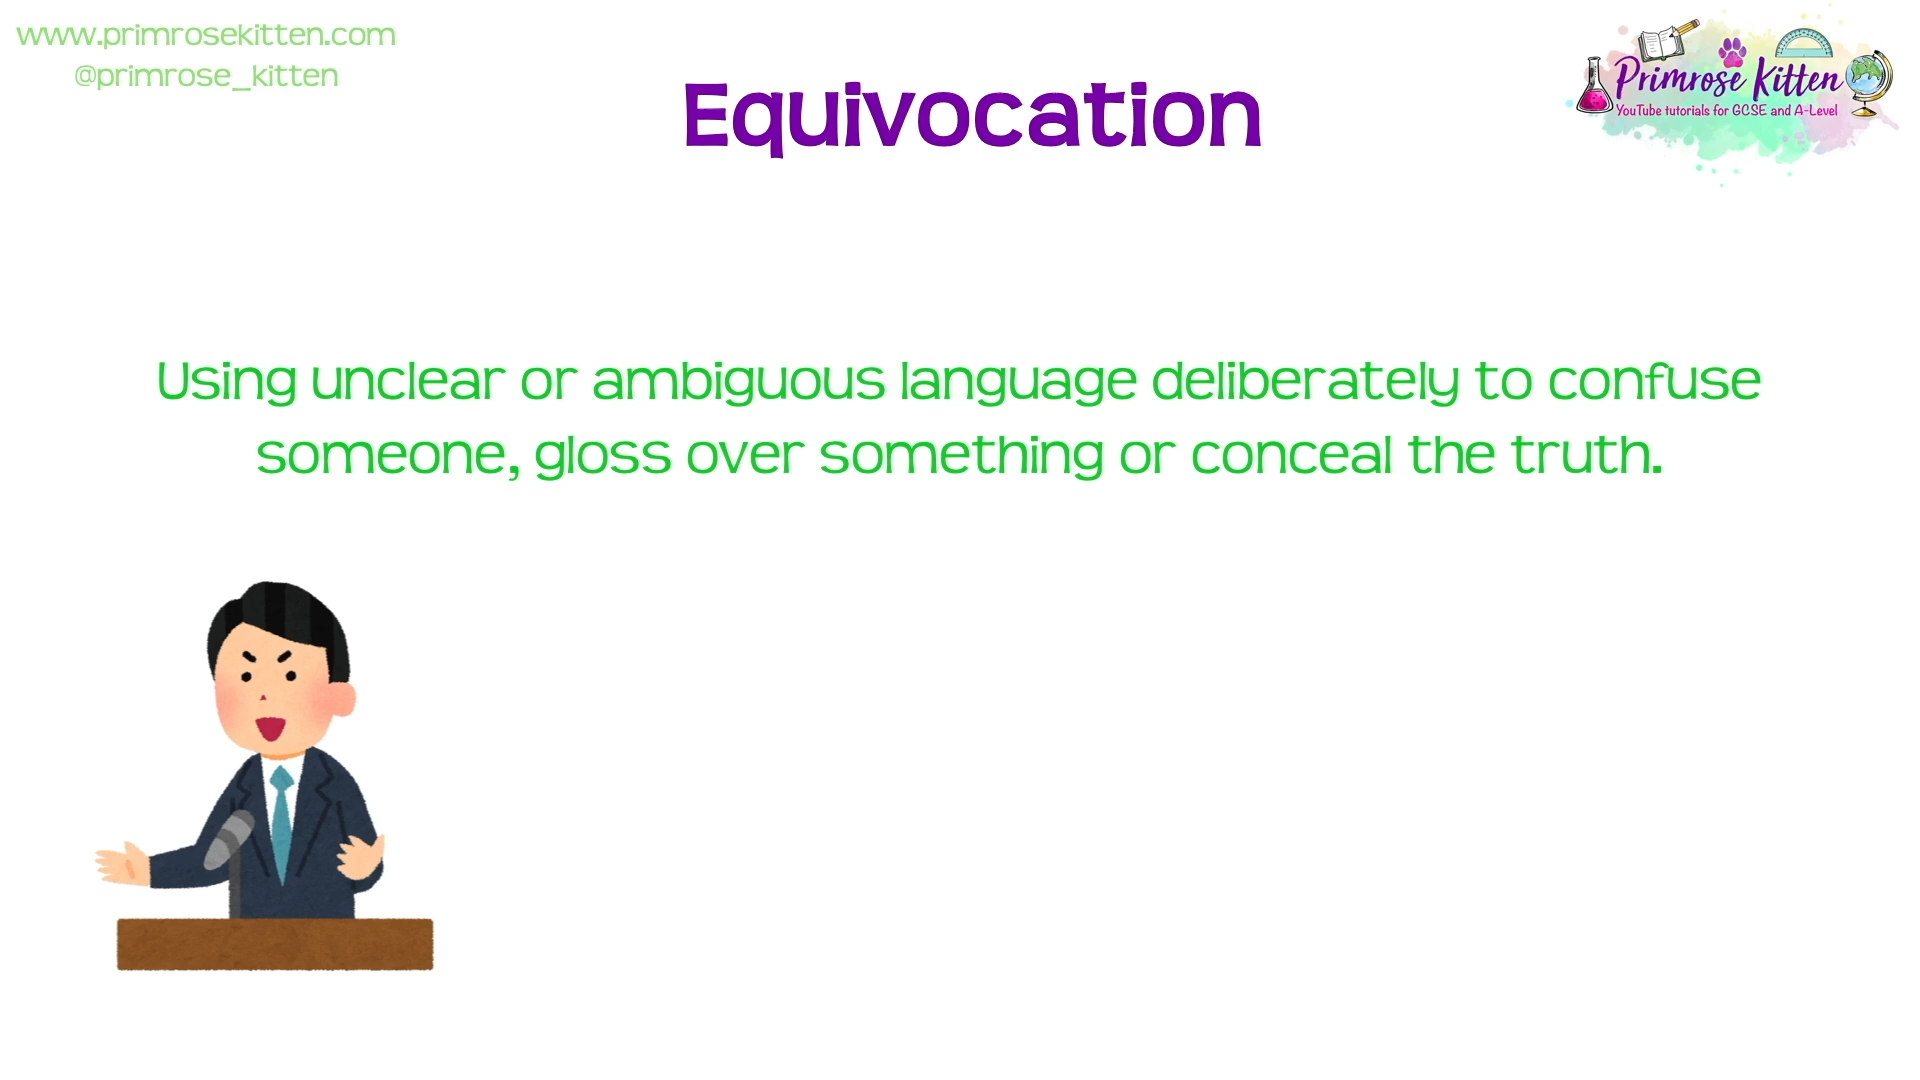 www.primrosekitten.com
@primrose_kitten
Primrose Kitten
YouTube tutorials for GCSE and A-Level
Equivocation
Using unclear or ambiguous language deliberately to confuse
someone, gloss over something or conceal the truth.